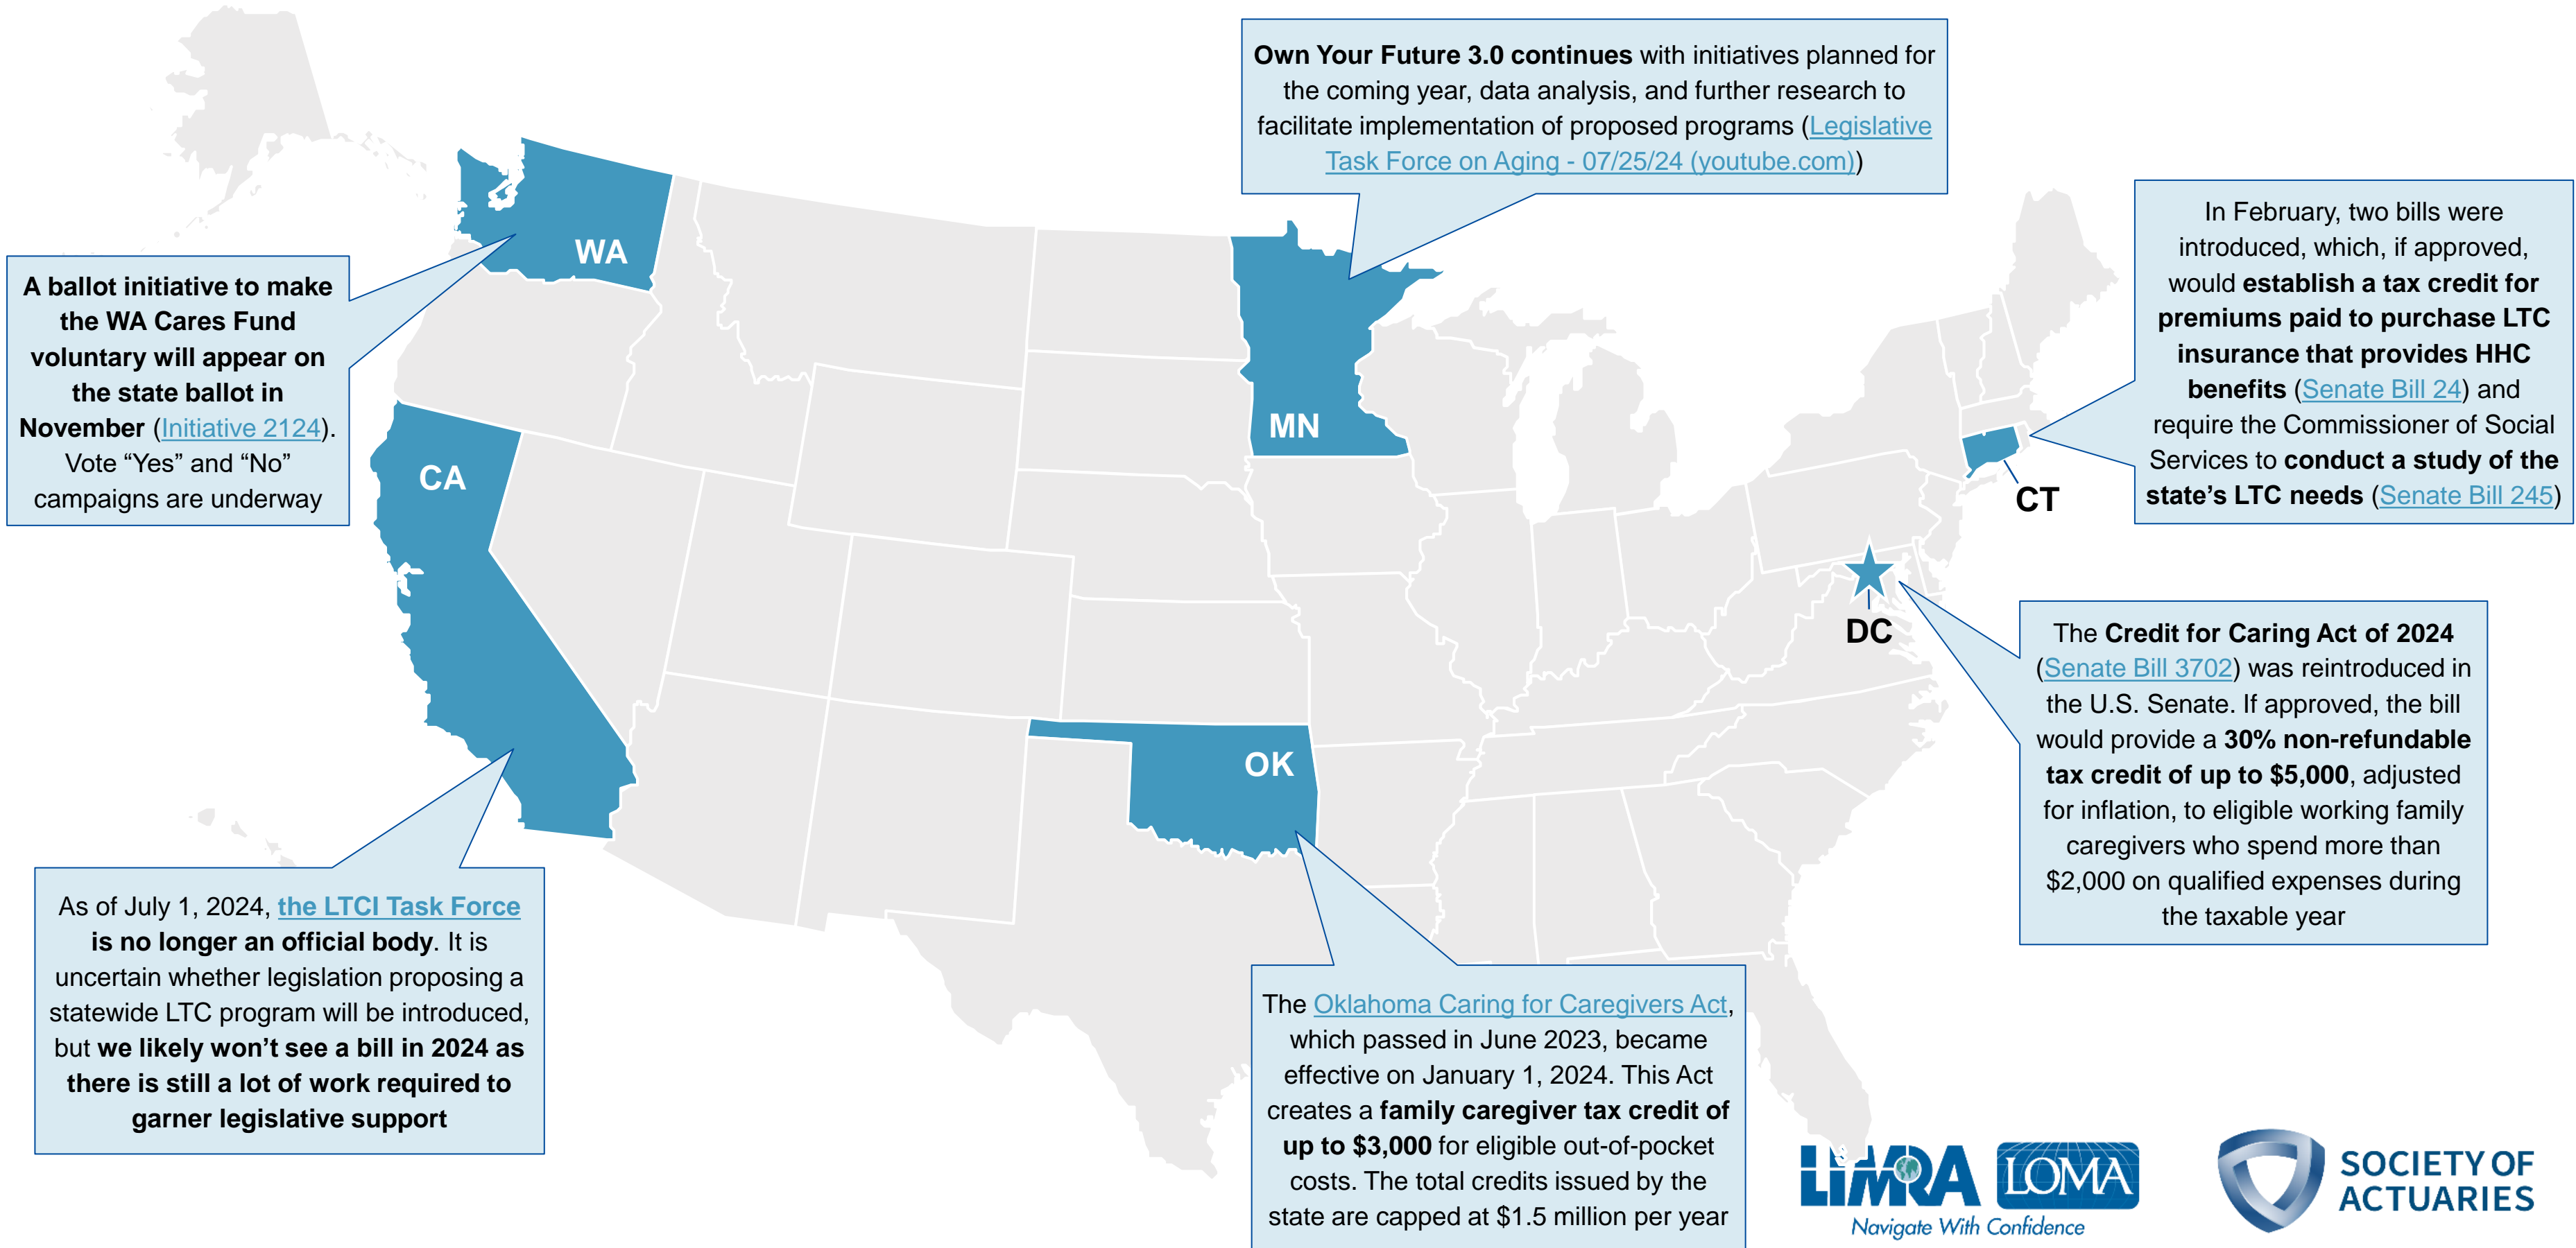 Own Your Future 3.0 continues with initiatives planned for
the coming year, data analysis, and further research to
facilitate implementation of proposed programs (Legislative
Task Force on Aging - 07/25/24 (youtube.com))
In February, two bills were
introduced, which, if approved,
would establish a tax credit for
premiums paid to purchase LTC
insurance that provides HHC
benefits (Senate Bill 24) and
require the Commissioner of Social
Services to conduct a study of the
state’s LTC needs (Senate Bill 245)
WA
A ballot initiative to make
the WA Cares Fund
voluntary will appear on
the state ballot in
November (Initiative 2124).
Vote “Yes” and “No”
campaigns are underway
MN
CA
CT
DC
The Credit for Caring Act of 2024
(Senate Bill 3702) was reintroduced in
the U.S. Senate. If approved, the bill
would provide a 30% non-refundable
tax credit of up to $5,000, adjusted
for inflation, to eligible working family
caregivers who spend more than
$2,000 on qualified expenses during
the taxable year
OK
As of July 1, 2024, the LTCI Task Force
is no longer an official body. It is
uncertain whether legislation proposing a
statewide LTC program will be introduced,
but we likely won’t see a bill in 2024 as
there is still a lot of work required to
garner legislative support
The Oklahoma Caring for Caregivers Act,
which passed in June 2023, became
effective on January 1, 2024. This Act
creates a family caregiver tax credit of
up to $3,000 for eligible out-of-pocket
costs. The total credits issued by the
state are capped at $1.5 million per year
LIMRA LOMA
Navigate With Confidence
SOCIETY OF
ACTUARIES